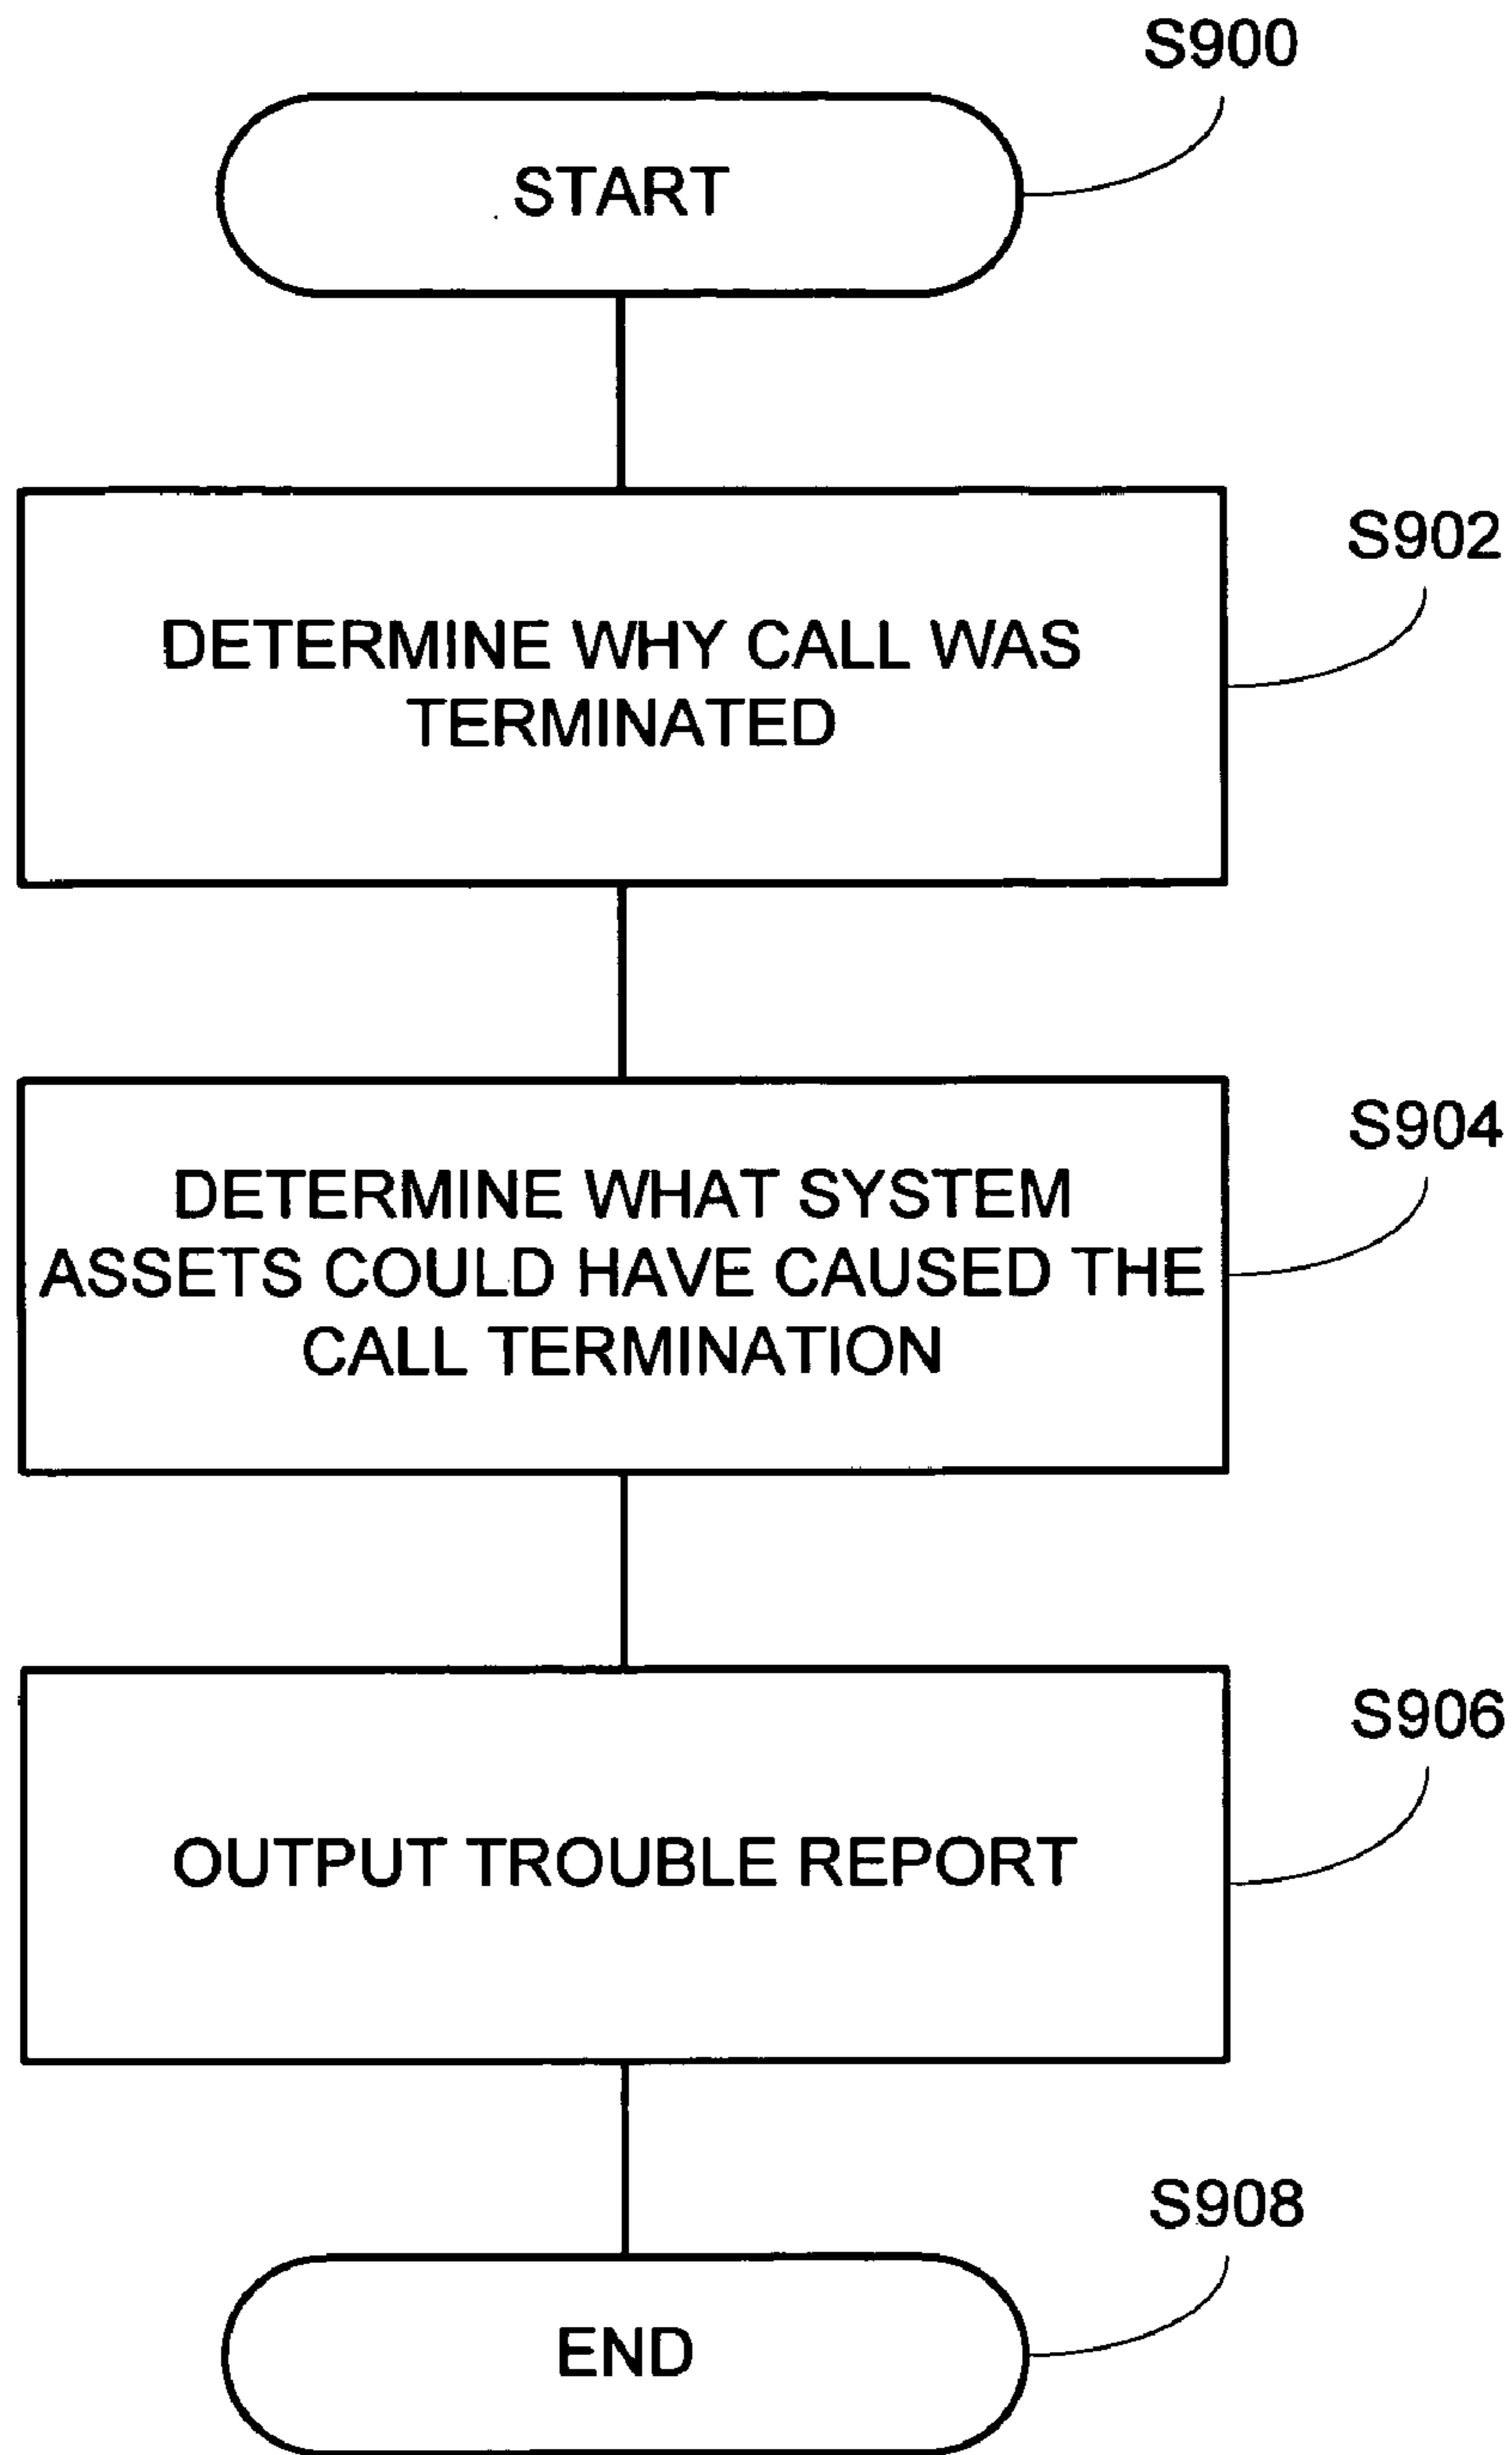 S900
START
S902
DETERMINE WHY CALL WAS
TERMINATED
S904
DETERMINE WHAT SYSTEM
ASSETS COULD HAVE CAUSED THE
CALL TERMINATION
S906
OUTPUT TROUBLE REPORT
S908
END